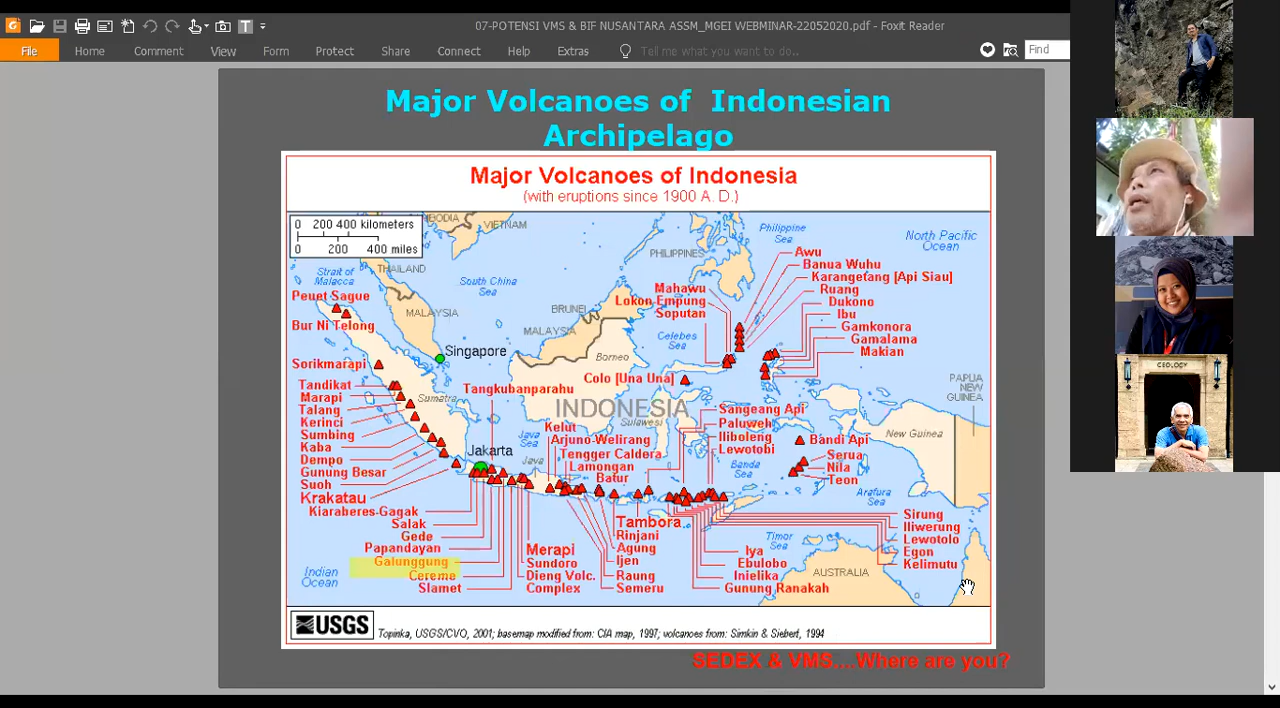 07-POTENSI VMS & BIF NUSANTARA ASSM_MGEI WEBMINAR-22052020.pdf - Foxit Reader
File Home Comment View Form Protect Share Connect Help Extras Tell me what you want to do.. Find
Major Volcanoes of Indonesian
Archipelago
Major Volcanoes of Indonesia
(with eruptions since 1900 A. D.)
0 200 400 kilometers
0 200 400 miles
CAMBODIA
VIETNAM
THAILAND
Strait of
Malacca
South China
Sea
PHILIPPINES
Philippine
Sea
North Pacific
Ocean
Peuet Sague
Bur Ni Telong
MALAYSIA
BRUNEI
MALAYSIA
Singapore
Mahawu
Lokon Empung
Soputan
Celebes
Sea
Awu
Banua Wuhu
Karangetang [Api Siau]
Ruang
Dukono
Ibu
Gamkonora
Gamalama
Makian
Sorikmarapi
Tandikat
Marapi
Talang
Kerinci
Sumbing
Kaba
Dempo
Gunung Besar
Suoh
Krakatau
Kiaraberes-Gagak
Salak
Gede
Papandayan
Galunggung
Cereme
Slamet
Sumatra
Borneo
Colo [Una Una]
Tangkubanparahu
INDONESIA
Sulawesi
Jakarta
Java
Sea
Java
Kelut
Arjuno-Welirang
Tengger Caldera
Lamongan
Batur
Sangeang Api
Paluweh
Iliboleng
Lewotobi
PAPUA
NEW
GUINEA
New Guinea
Bandi Api
Serua
Nila
Teon
Banda
Sea
Arafura
Sea
Merapi
Sundoro
Dieng Volc.
Complex
Tambora
Rinjani
Agung
Ijen
Raung
Semeru
Iya
Ebulobo
Inielika
Gunung Ranakah
Timor
Sea
AUSTRALIA
Sirung
Iliwerung
Lewotolo
Egon
Kelimutu
Indian
Ocean
USGS
Topinka, USGS/CVO, 2001; basemap modified from: CIA map, 1997; volcanoes from: Simkin & Siebert, 1994
SEDEX & VMS....Where are you?
GEOLOGY